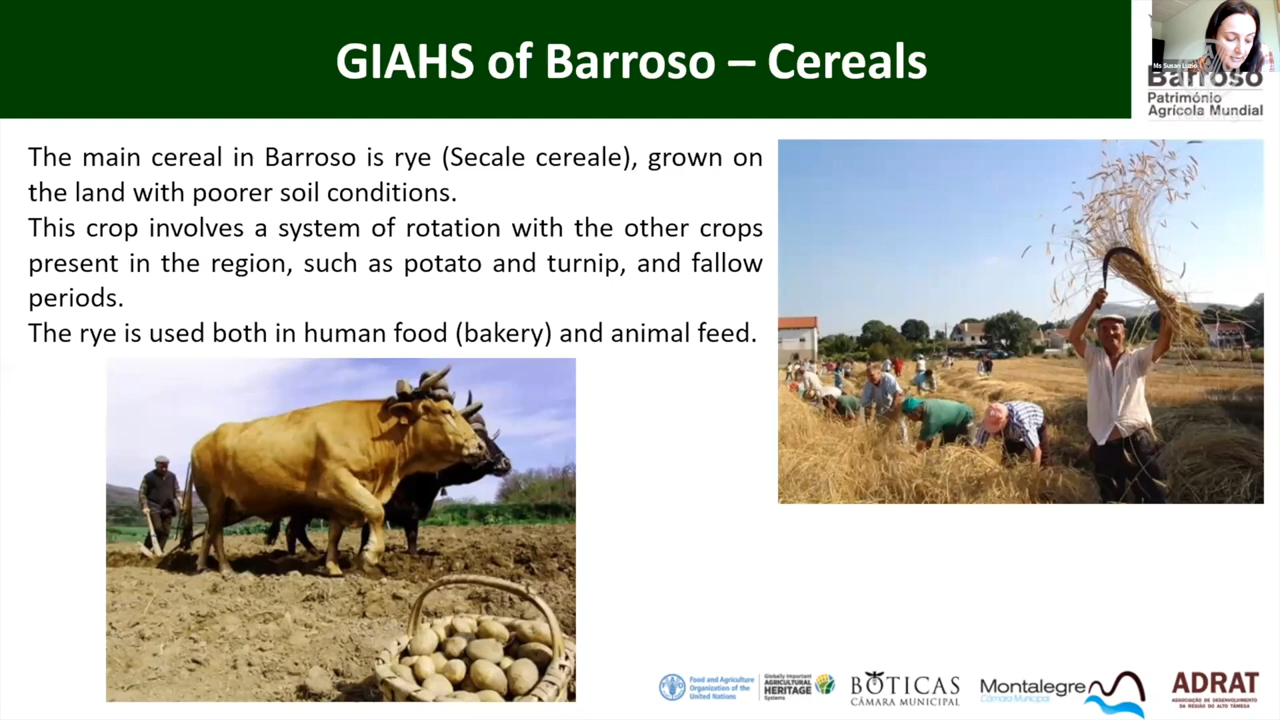 GIAHS of Barroso – Cereals
Barroso
Património
Agrícola Mundial
The main cereal in Barroso is rye (Secale cereale), grown on
the land with poorer soil conditions.
This crop involves a system of rotation with the other crops
present in the region, such as potato and turnip, and fallow
periods.
The rye is used both in human food (bakery) and animal feed.
Food and Agriculture
Organization of the
United Nations
Globally Important
AGRICULTURAL
HERITAGE
Systems
BOTICAS
CÂMARA MUNICIPAL
Montalegre
Câmara Municipal
ADRAT
ASSOCIAÇÃO DE DESENVOLVIMENTO
DA REGIÃO DO ALTO TÂMEGA